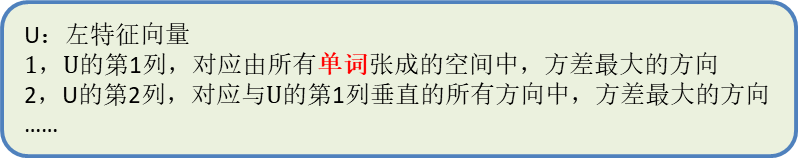 U：左特征向量
1，U的第1列，对应由所有单词张成的空间中，方差最大的方向
2，U的第2列，对应与U的第1列垂直的所有方向中，方差最大的方向
……